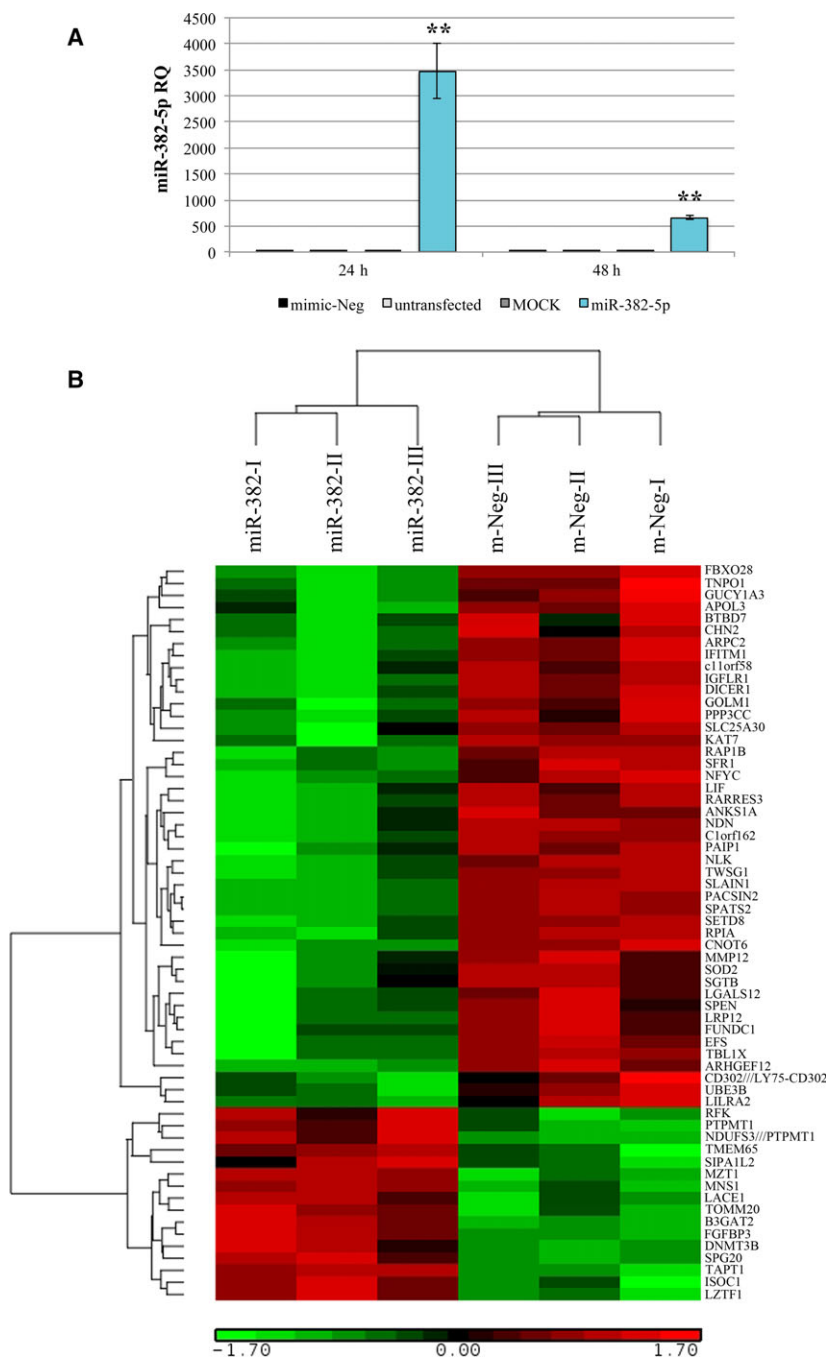 A
miR-382-5p RQ
4500
4000
3500
3000
2500
2000
1500
1000
500
0
**
**
24 h
48 h
mimic-Neg untransfected MOCK miR-382-5p
B
miR-382-I
miR-382-II
miR-382-III
m-Neg-III
m-Neg-II
m-Neg-I
FBXO28
TNPO1
GUCY1A3
APOL3
BTBD7
CHN2
ARPC2
IFITM1
c11orf58
IGFLR1
DICER1
GOLM1
PPP3CC
SLC25A30
KAT7
RAP1B
SFR1
NFYC
LIF
RARRES3
ANKS1A
NDN
C1orf162
PAIP1
NLK
TWSG1
SLAIN1
PACSIN2
SPATS2
SETD8
RPIA
CNOT6
MMP12
SOD2
SGTB
LGALS12
SPEN
LRP12
FUNDC1
EFS
TBL1X
ARHGEF12
CD302///LY75-CD302
UBE3B
LILRA2
RFK
PTPMT1
NDUFS3///PTPMT1
TMEM65
SIPA1L2
MZT1
MNS1
LACE1
TOMM20
B3GAT2
FGFBP3
DNMT3B
SPG20
TAPT1
ISOC1
LZTF1
-1.70 0.00 1.70